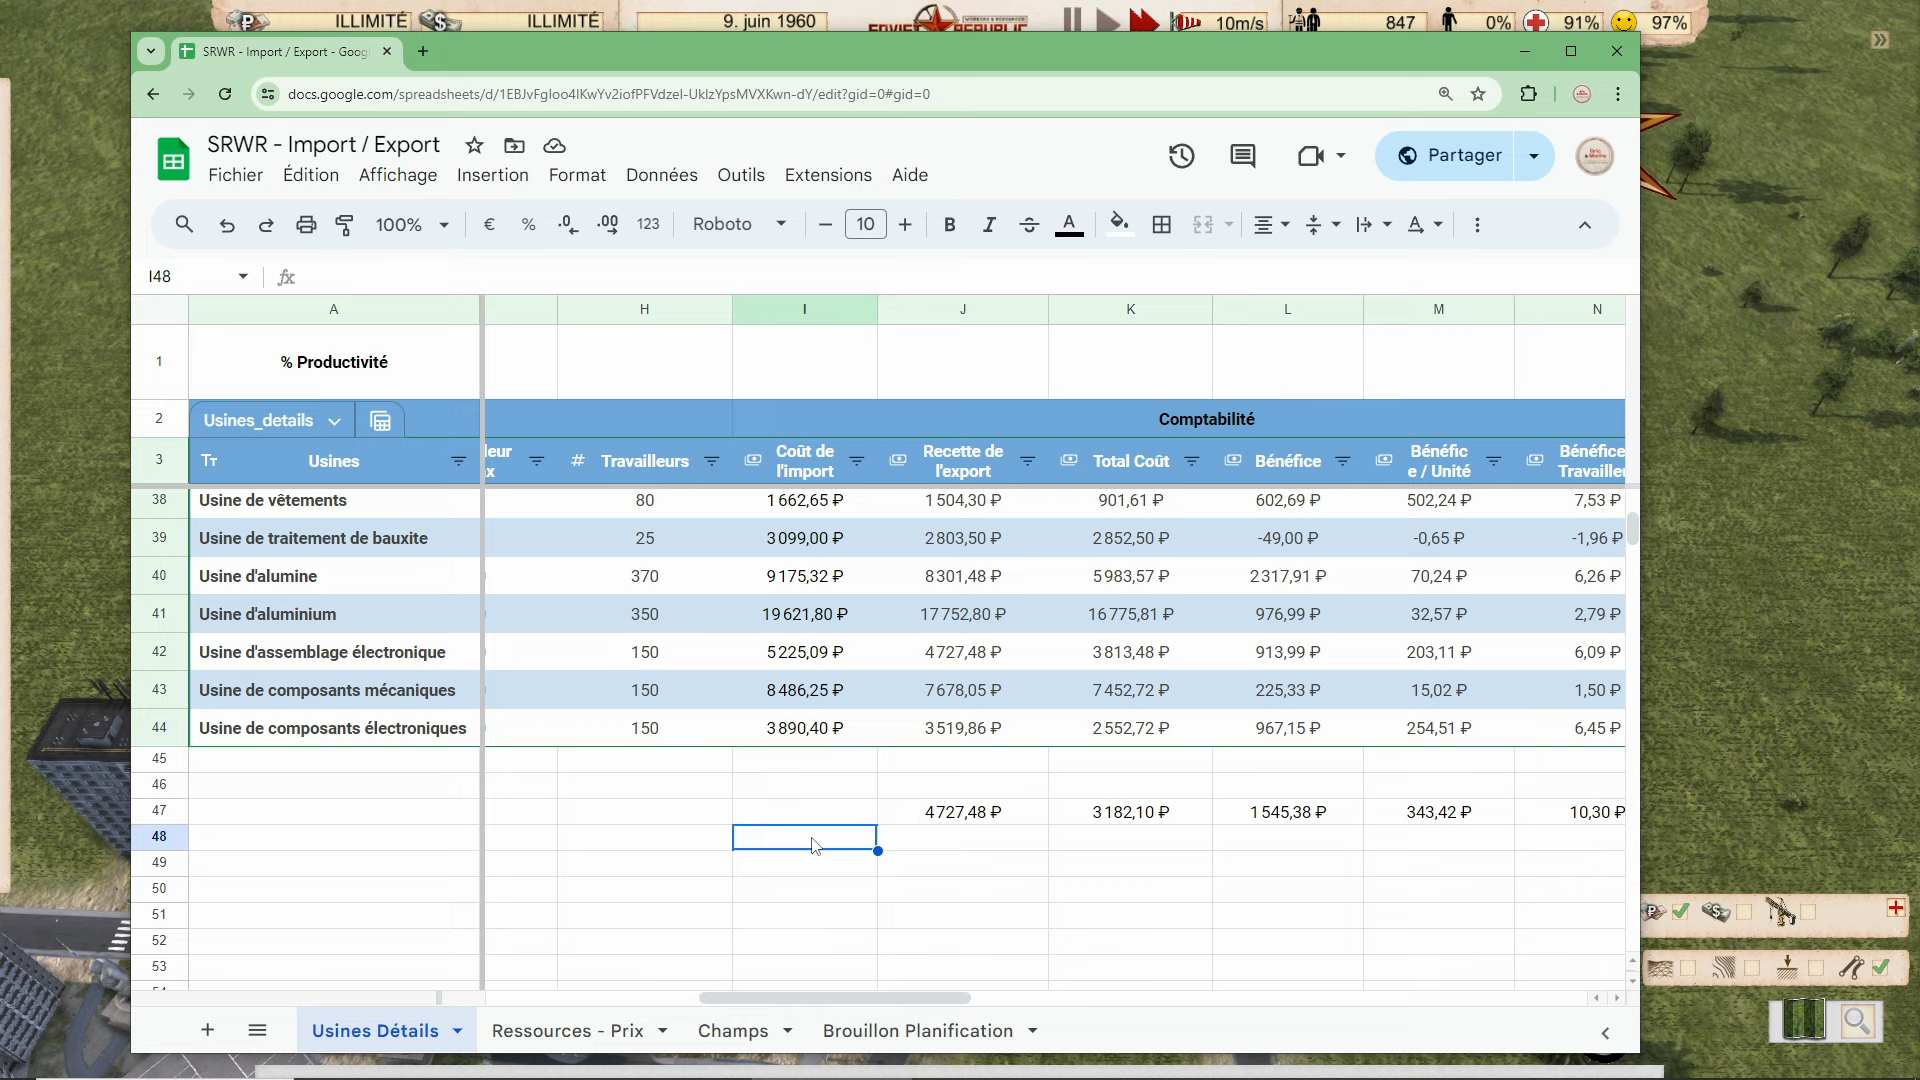 ILLIMITÉ ILLIMITÉ 9. juin 1960 10m/s 847 0% 91% 97%
SRWR - Import / Export - Goog
docs.google.com/spreadsheets/d/1EBJvFgIoo4lKwYv2iofPFVdzeI-UkIzYpsMVXKwn-dY/edit?gid=0#gid=0
SRWR - Import / Export
Partager
Fichier Édition Affichage Insertion Format Données Outils Extensions Aide
100% € % .0 .00 123 Roboto 10 B I A
I48 fx
A H I J K L M N
1 % Productivité
2 Usines_details Comptabilité
3 Usines leur x # Travailleurs Coût de l'import Recette de l'export Total Coût Bénéfice Bénéfic e / Unité Bénéfice Travaille
38 Usine de vêtements 80 1 662,65 ₽ 1 504,30 ₽ 901,61 ₽ 602,69 ₽ 502,24 ₽ 7,53 ₽
39 Usine de traitement de bauxite 25 3 099,00 ₽ 2 803,50 ₽ 2 852,50 ₽ -49,00 ₽ -0,65 ₽ -1,96 ₽
40 Usine d'alumine 370 9 175,32 ₽ 8 301,48 ₽ 5 983,57 ₽ 2 317,91 ₽ 70,24 ₽ 6,26 ₽
41 Usine d'aluminium 350 19 621,80 ₽ 17 752,80 ₽ 16 775,81 ₽ 976,99 ₽ 32,57 ₽ 2,79 ₽
42 Usine d'assemblage électronique 150 5 225,09 ₽ 4 727,48 ₽ 3 813,48 ₽ 913,99 ₽ 203,11 ₽ 6,09 ₽
43 Usine de composants mécaniques 150 8 486,25 ₽ 7 678,05 ₽ 7 452,72 ₽ 225,33 ₽ 15,02 ₽ 1,50 ₽
44 Usine de composants électroniques 150 3 890,40 ₽ 3 519,86 ₽ 2 552,72 ₽ 967,15 ₽ 254,51 ₽ 6,45 ₽
45
46
47 4 727,48 ₽ 3 182,10 ₽ 1 545,38 ₽ 343,42 ₽ 10,30 ₽
48
49
50
51
52
53
Usines Détails Ressources - Prix Champs Brouillon Planification